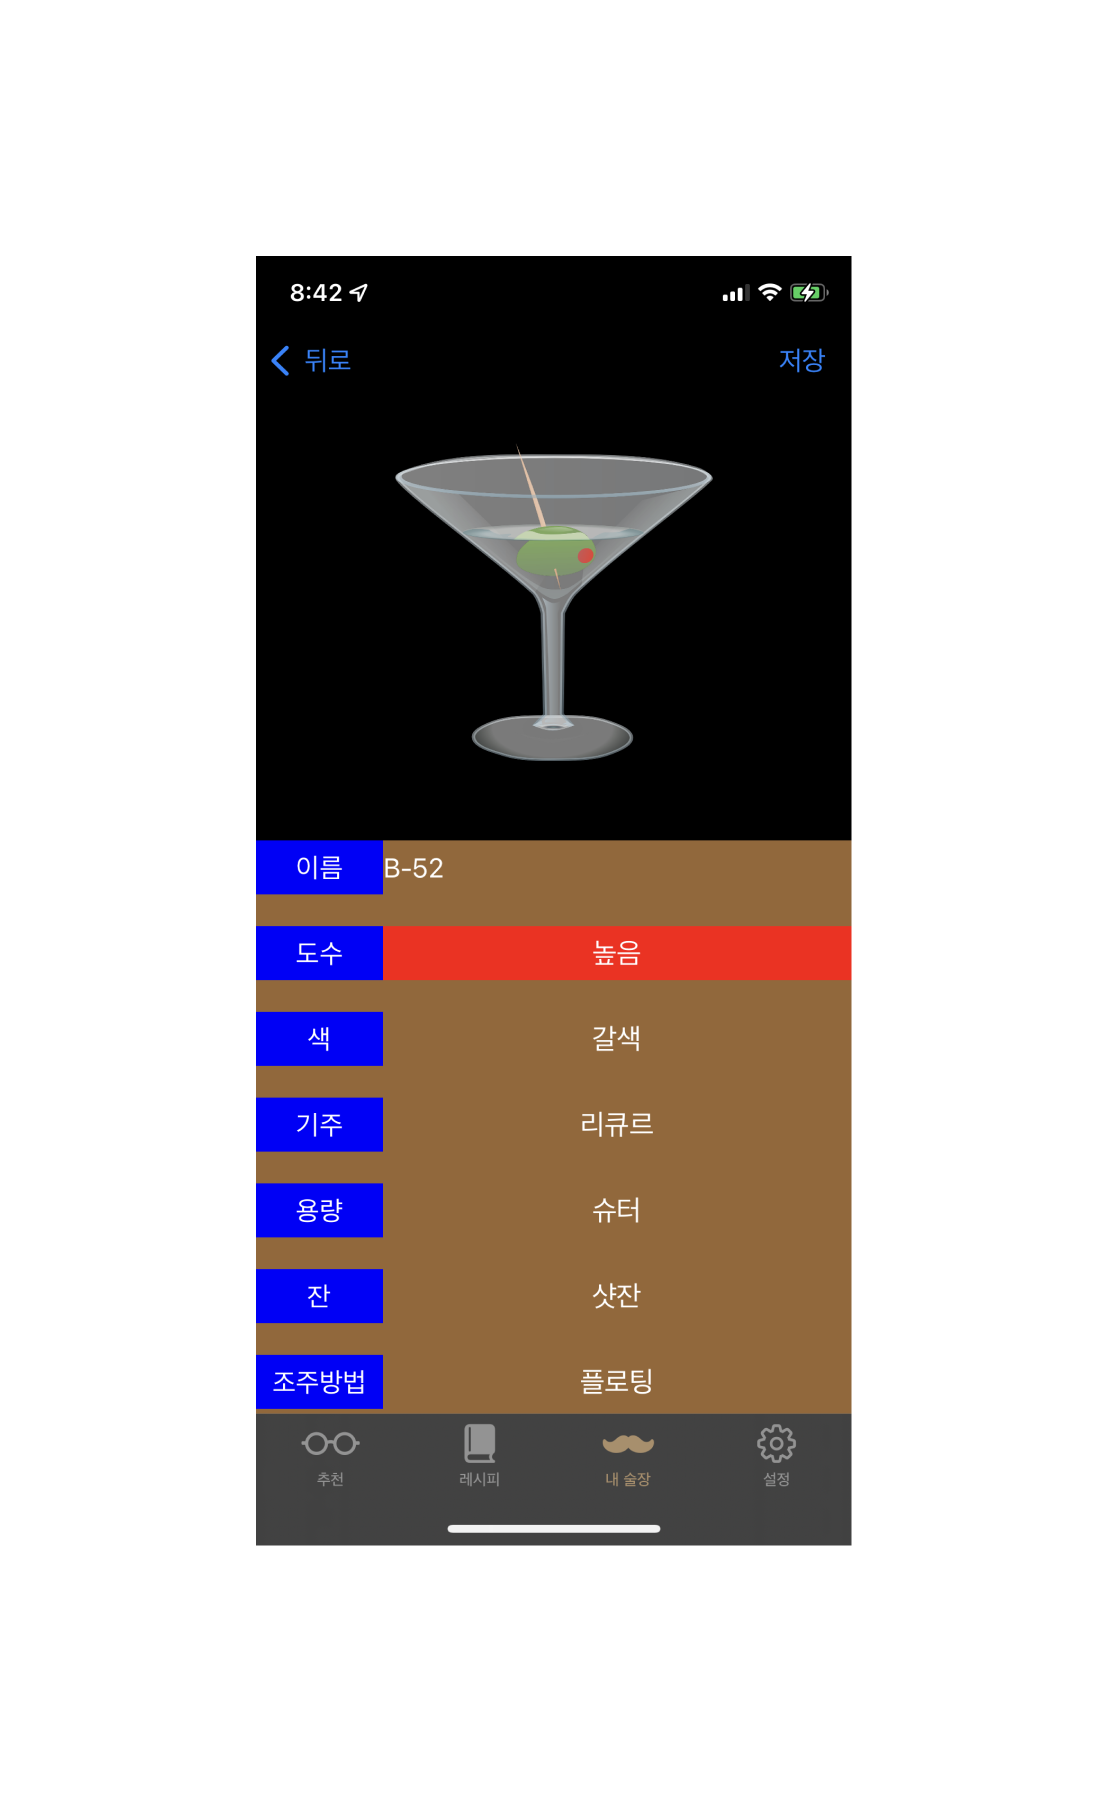 8:42
뒤로 저장
이름 B-52
도수 높음
색 갈색
기주 리큐르
용량 슈터
잔 샷잔
조주방법 플로팅
추천 레시피 내 술장 설정